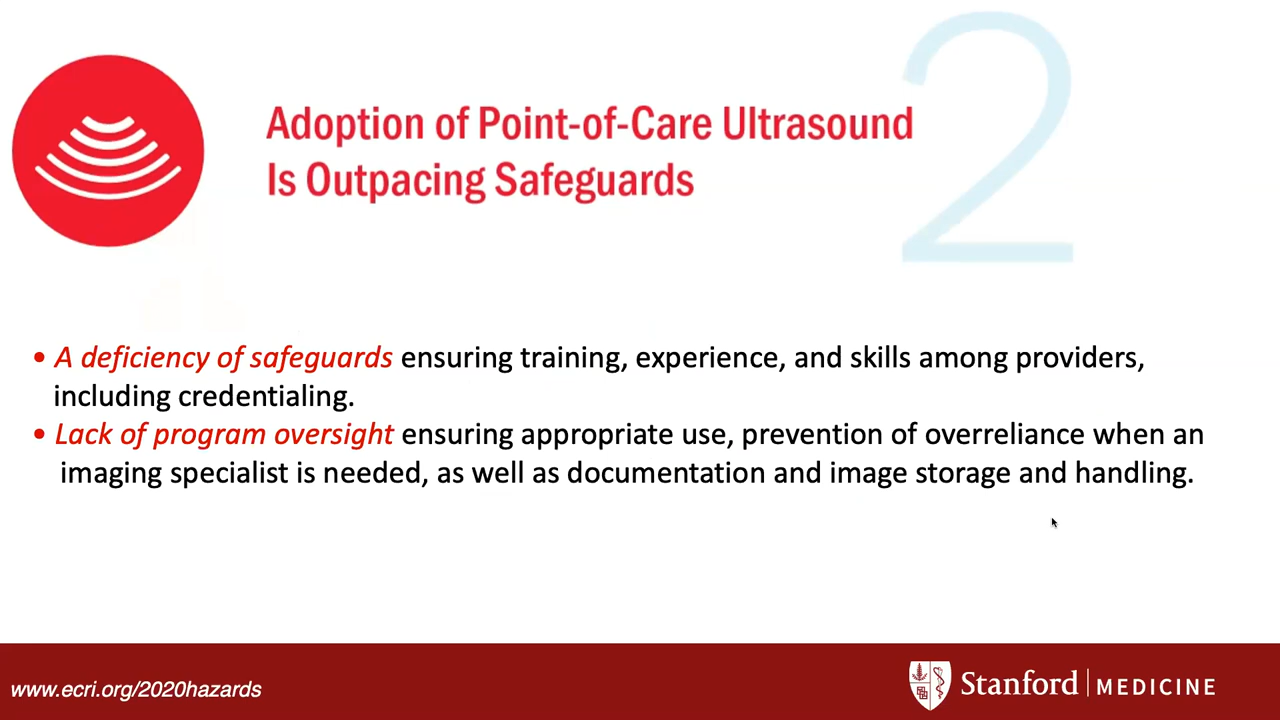 2
Adoption of Point-of-Care Ultrasound
Is Outpacing Safeguards
• A deficiency of safeguards ensuring training, experience, and skills among providers,
including credentialing.
• Lack of program oversight ensuring appropriate use, prevention of overreliance when an
imaging specialist is needed, as well as documentation and image storage and handling.
www.ecri.org/2020hazards
Stanford | MEDICINE